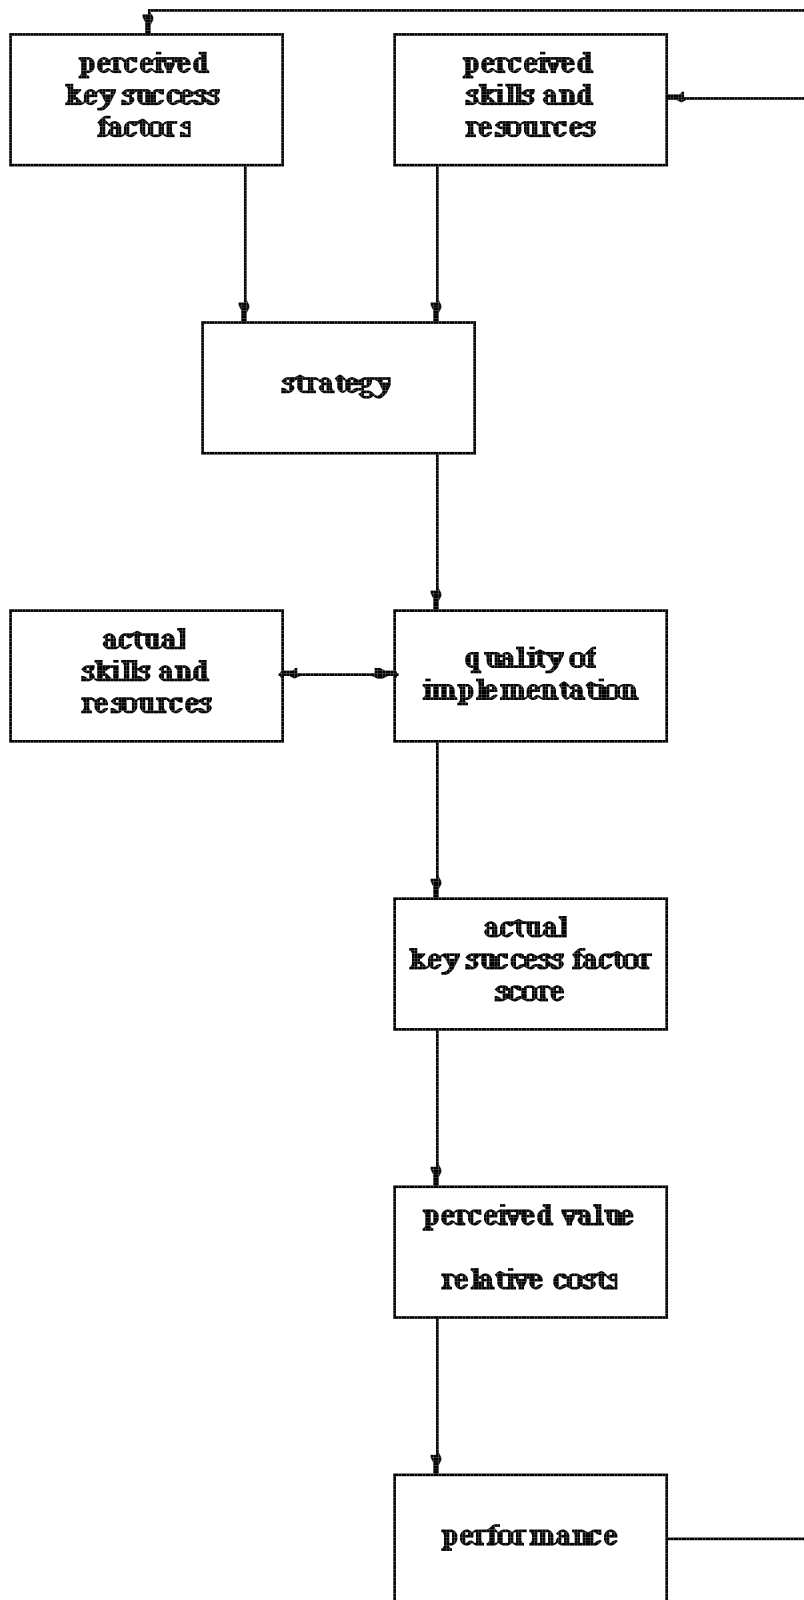 perceived
key success
factors
perceived
skills and
resources
strategy
actual
skills and
resources
quality of
implementation
actual
key success factor
score
perceived value
relative costs
performance